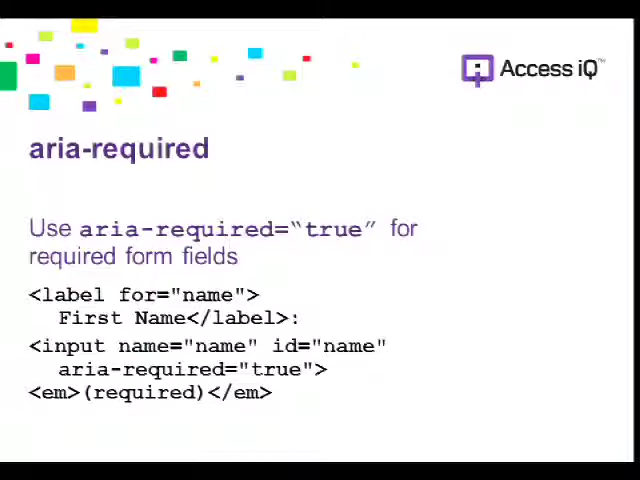 Access iQ™
aria-required
Use aria-required=“true” for
required form fields
<label for="name">
First Name</label>:
<input name="name" id="name"
aria-required="true">
<em>(required)</em>